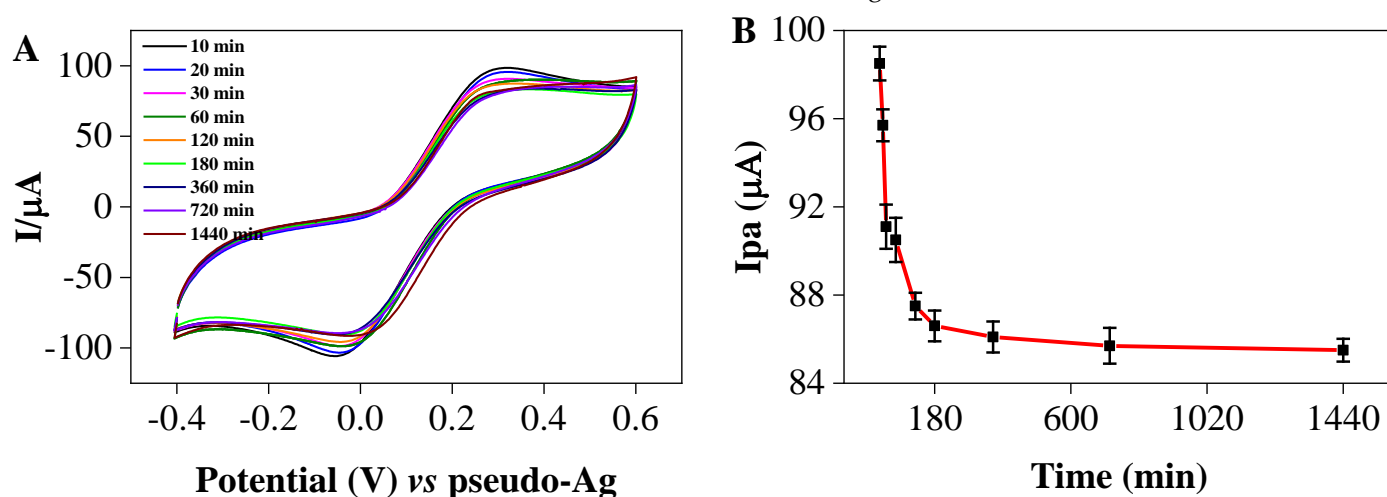 A
10 min
20 min
30 min
60 min
120 min
180 min
360 min
720 min
1440 min
I/μA
100
50
0
-50
-100
-0.4 -0.2 0.0 0.2 0.4 0.6
Potential (V) vs pseudo-Ag
B
Ipa (μA)
100
96
92
88
84
180 600 1020 1440
Time (min)